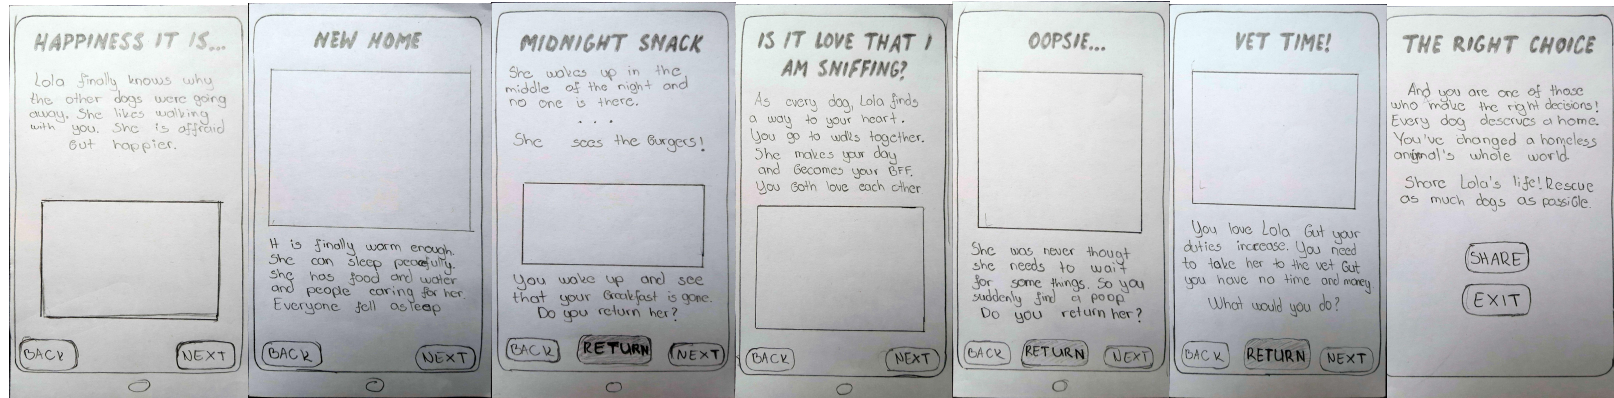 HAPPINESS IT IS...
Lola finally knows why
the other dogs were going
away. She likes walking
with you. She is affraid
but happier.
BACK
NEXT
NEW HOME
It is finally worm enough.
She can sleep peacefully.
She has food and water
and people caring for her.
Everyone fell asleep
BACK
NEXT
MIDNIGHT SNACK
She wakes up in the
middle of the night and
no one is there.
. . .
She sees the burgers!
You wake up and see
that your breakfast is gone.
Do you return her?
BACK
RETURN
NEXT
IS IT LOVE THAT I
AM SNIFFING?
As every dog, Lola finds
a way to your heart.
You go to walks together.
She makes your day
and becomes your BFF.
You both love each other
BACK
NEXT
OOPSIE...
She was never thougt
she needs to wait
for some things. So you
suddenly find a poop
Do you return her?
BACK
RETURN
NEXT
VET TIME!
You love Lola but your
duties increase. You need
to take her to the vet but
you have no time and money
What would you do?
BACK
RETURN
NEXT
THE RIGHT CHOICE
And you are one of those
who make the right decisions!
Every dog deserves a home.
You've changed a homeless
animal's whole world
Share Lola's life! Rescue
as much dogs as possible.
SHARE
EXIT